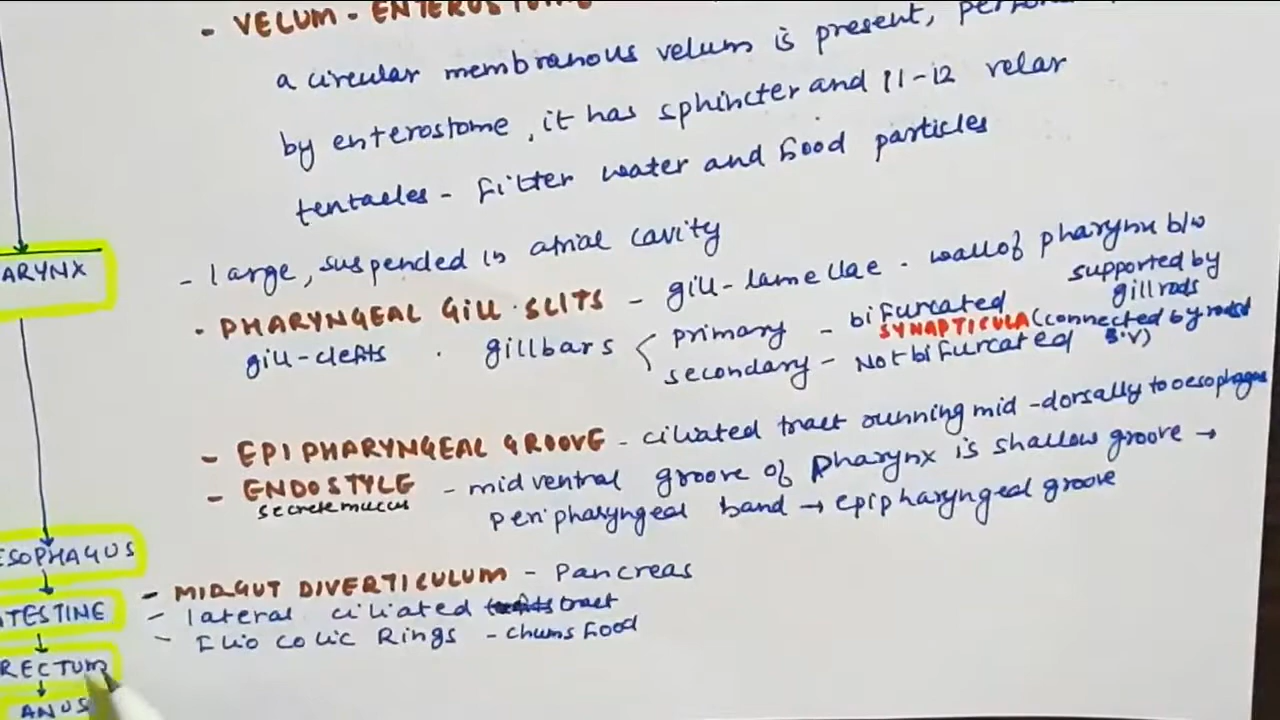 - VELUM - ENTEROSTOME
a circular membranous velum is present,
by enterostome, it has sphincter and 11-12 velar
tentacles - filter water and food particles
ARYNX
- large, suspended in atrial cavity
- PHARYNGEAL GILL-SLITS - gill-lamellae - wall of pharynx b/w
gill-clefts . gillbars < primary - bifurcated supported by gill rods
SYNAPTICULA (connected by
secondary - Not bifurcated B.V)
- EPIPHARYNGEAL GROOVE - ciliated tract running mid-dorsally to oesophagus
- ENDOSTYLE - midventral groove of pharynx is shallow groove →
secrete mucus peripharyngeal band → epipharyngeal groove
ESOPHAGUS
- MIDGUT DIVERTICULUM - Pancreas
TESTINE - lateral ciliated tract
- Ilio colic Rings - churns food
RECTUM
ANUS